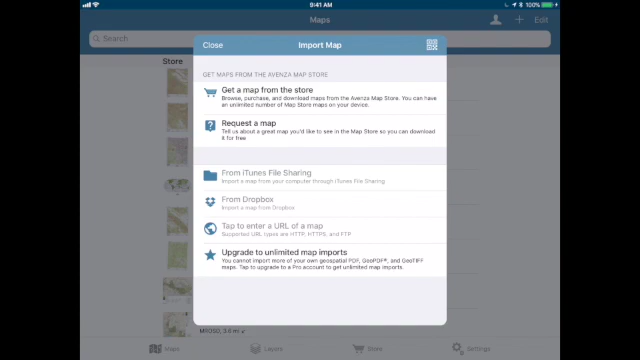 9:41 AM
100%
Maps
Edit
Search
Store
Close
Import Map
GET MAPS FROM THE AVENZA MAP STORE
Get a map from the store
Browse, purchase, and download maps from the Avenza Map Store. You can have
an unlimited number of Map Store maps on your device.
Request a map
Tell us about a great map you'd like to see in the Map Store so you can download
it for free
From iTunes File Sharing
Import a map from your computer through iTunes File Sharing
From Dropbox
Import a map from Dropbox
Tap to enter a URL of a map
Supported URL types are HTTP, HTTPS, and FTP
Upgrade to unlimited map imports
You cannot import more of your own geospatial PDF, GeoPDF®, and GeoTIFF
maps. Tap to upgrade to a Pro account to get unlimited map imports.
MROSD, 3.6 mi
Maps
Layers
Store
Settings